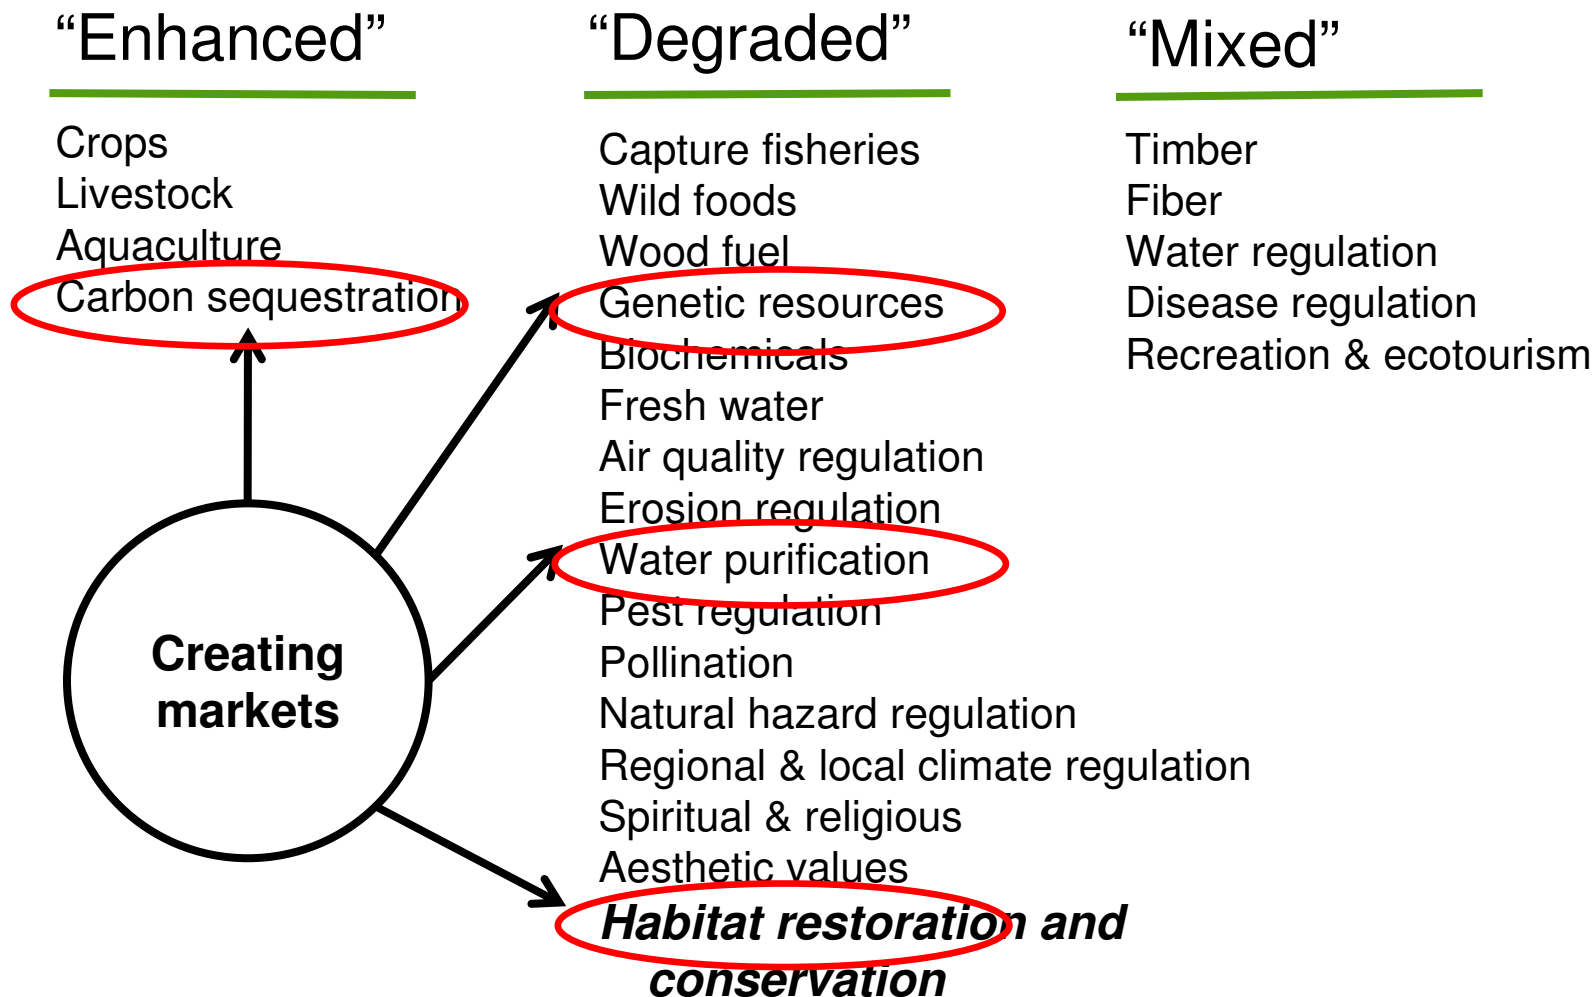 “Enhanced”
Crops
Livestock
Aquaculture
Carbon sequestration
Creating
markets
“Degraded”
Capture fisheries
Wild foods
Wood fuel
Genetic resources
Biochemicals
Fresh water
Air quality regulation
Erosion regulation
Water purification
Pest regulation
Pollination
Natural hazard regulation
Regional & local climate regulation
Spiritual & religious
Aesthetic values
Habitat restoration and
conservation
“Mixed”
Timber
Fiber
Water regulation
Disease regulation
Recreation & ecotourism